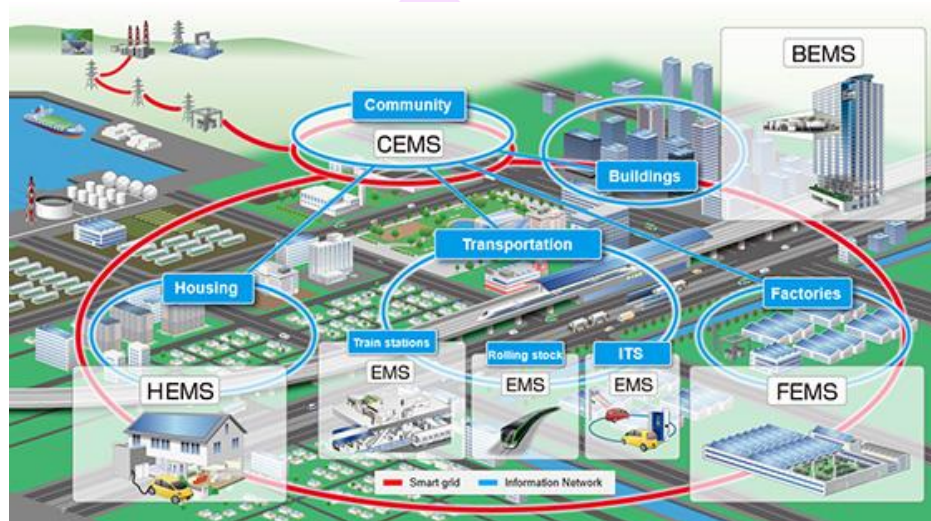 BEMS
Community
CEMS
Buildings
Transportation
Housing
Factories
Train stations
EMS
Rolling stock
EMS
ITS
EMS
HEMS
FEMS
Smart grid
Information Network